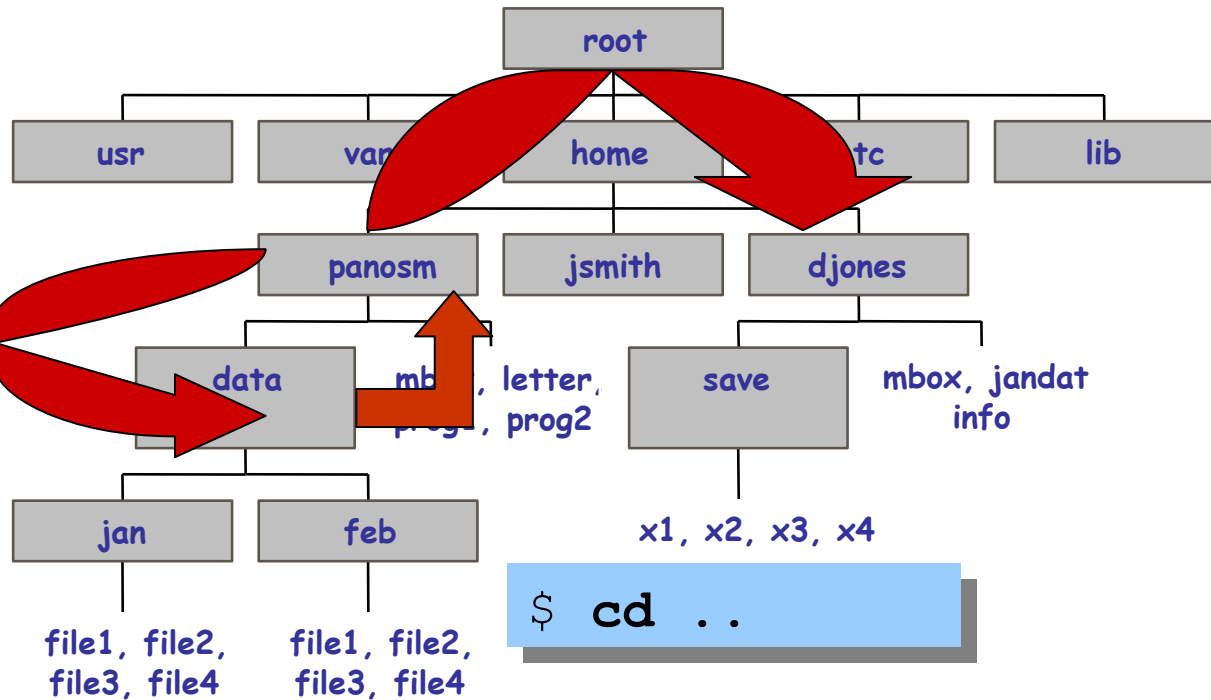 root
usr
home
lib
panosm
jsmith
djones
data
letter,
prog2
save
mbox, jandat
info
jan
feb
x1, x2, x3, x4
$ cd ..
file1, file2,
file3, file4
file1, file2,
file3, file4